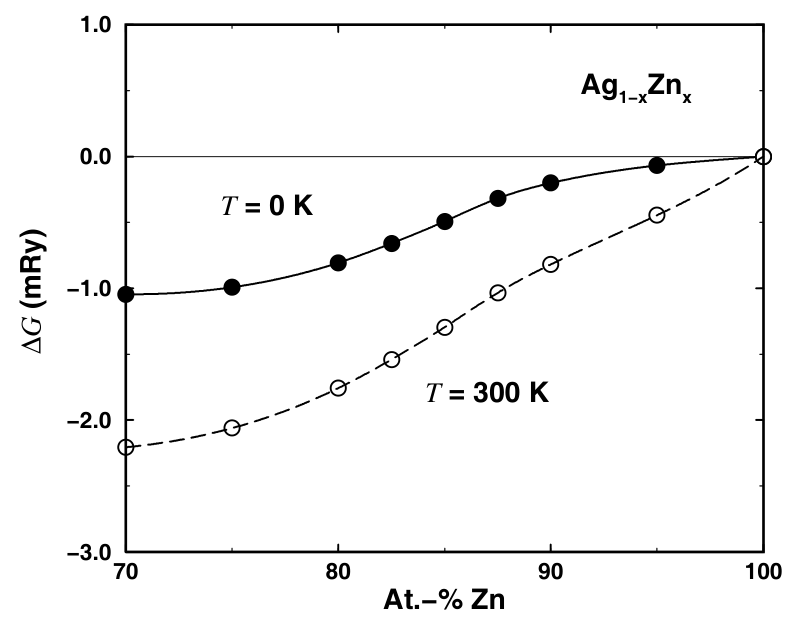 1.0
Ag1−xZnx
0.0
T = 0 K
−1.0
ΔG (mRy)
T = 300 K
−2.0
−3.0
70 80 90 100
At.−% Zn